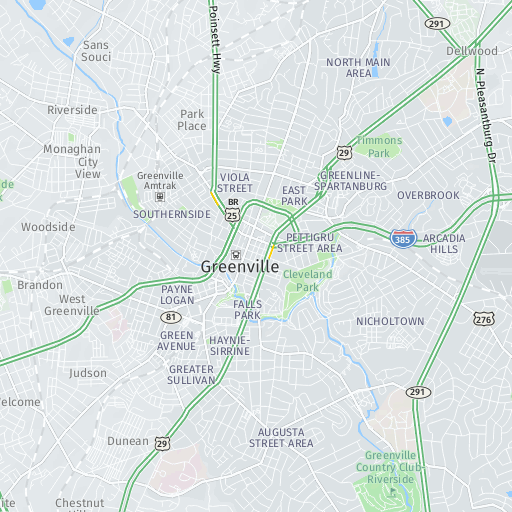 Poinsett Hwy
291
Sans
Souci
Dellwood
NORTH MAIN
AREA
N Pleasantburg Dr
Riverside
Park
Place
Timmons
Park
Monaghan
City
View
29
Greenville
Amtrak
VIOLA
STREET
GREENLINE-
SPARTANBURG
EAST
PARK
OVERBROOK
BR
25
SOUTHERNSIDE
Woodside
PETTIGRU
STREET AREA
385
ARCADIA
HILLS
Greenville
Cleveland
Park
Brandon
PAYNE
LOGAN
West
Greenville
FALLS
PARK
81
NICHOLTOWN
276
GREEN
AVENUE
HAYNIE-
SIRRINE
Judson
GREATER
SULLIVAN
291
elcome
AUGUSTA
STREET AREA
Dunean
29
Greenville
Country Club
Riverside
Chestnut
Hills
ite